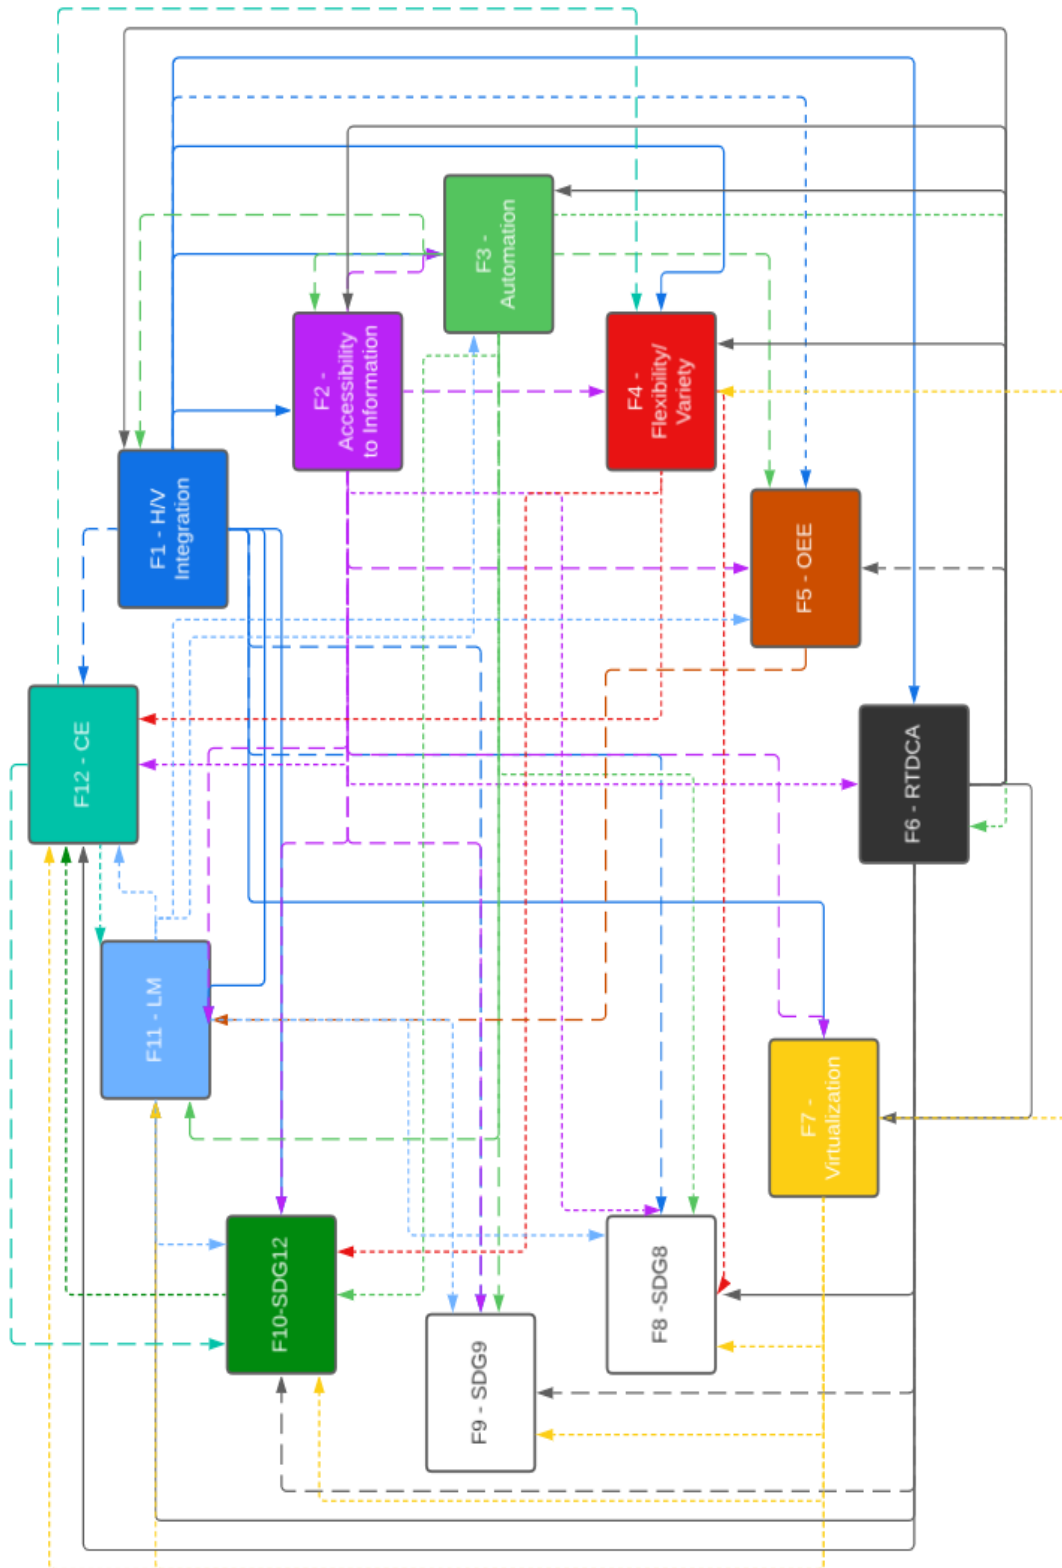 F1 - H/V
Integration
F2 -
Accessibility
to Information
F3 -
Automation
F4 -
Flexibility/
Variety
F5 - OEE
F6 - RTDCA
F7 -
Virtualization
F8 -SDG8
F9 - SDG9
F10-SDG12
F11 - LM
F12 - CE